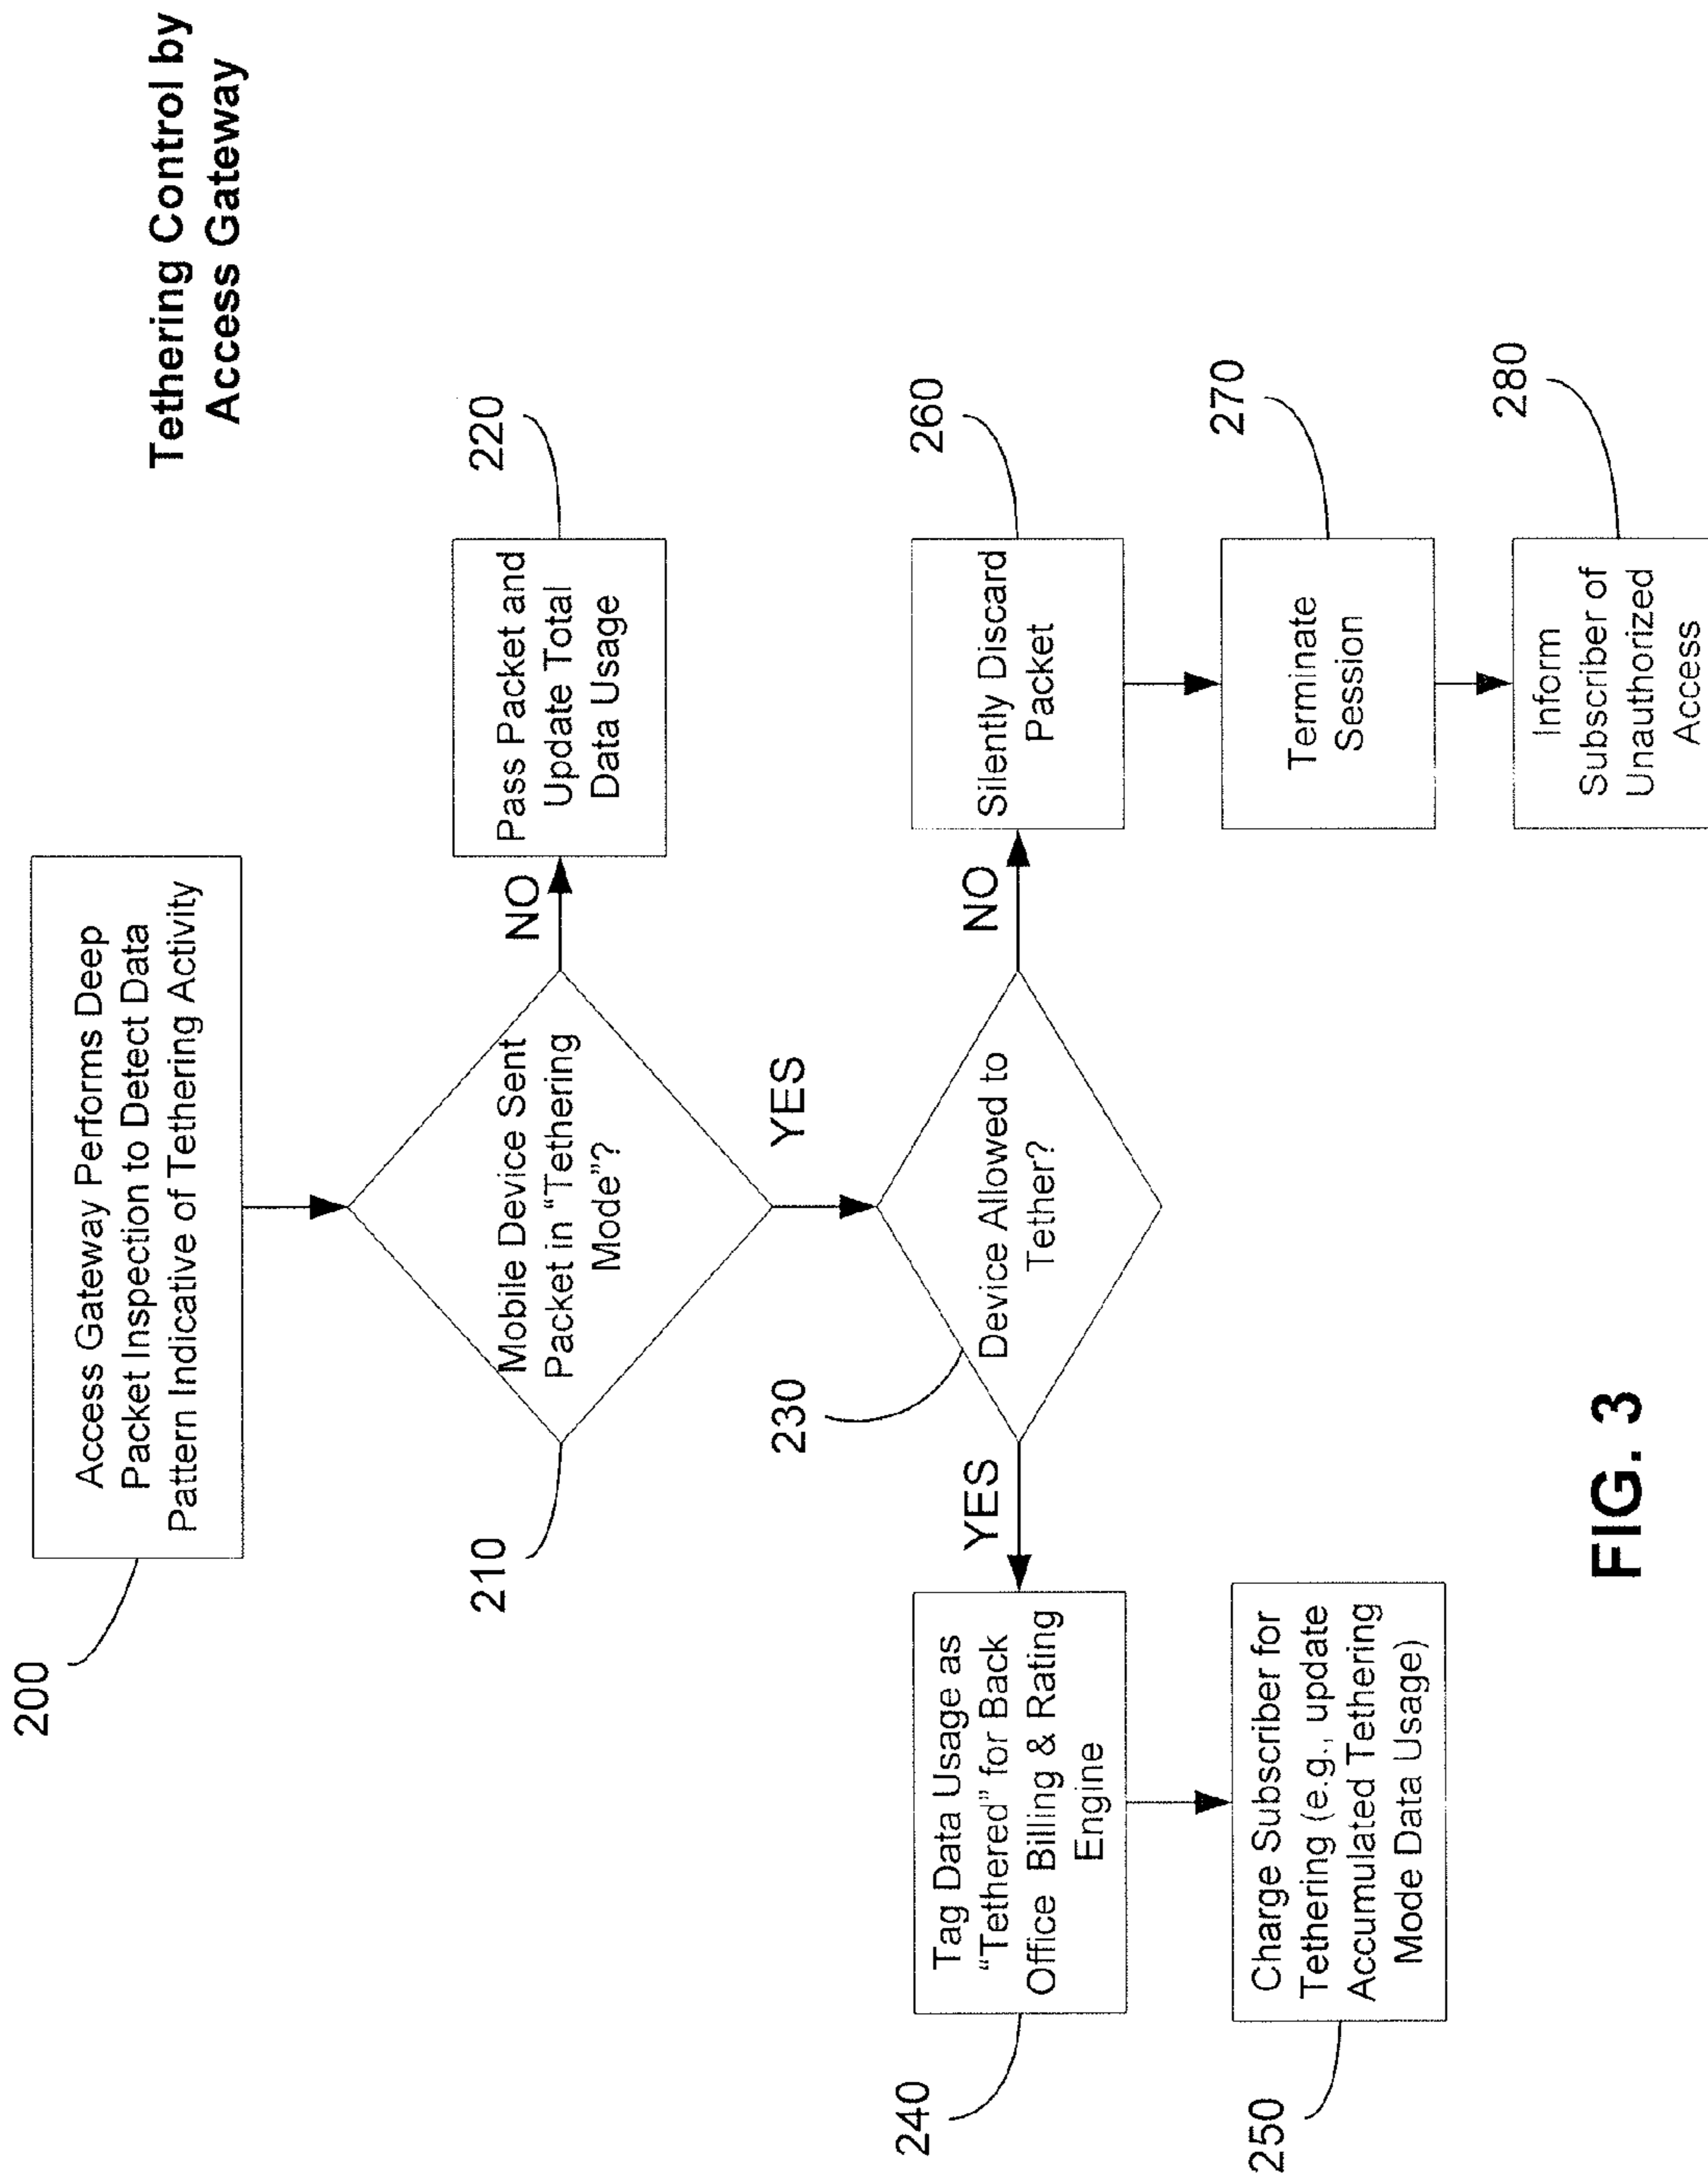 Tethering Control by
Access Gateway
200
Access Gateway Performs Deep
Packet Inspection to Detect Data
Pattern Indicative of Tethering Activity
210
Mobile Device Sent
Packet in “Tethering
Mode”?
NO
220
Pass Packet and
Update Total
Data Usage
YES
230
Device Allowed to
Tether?
YES
NO
240
Tag Data Usage as
“Tethered” for Back
Office Billing & Rating
Engine
260
Silently Discard
Packet
250
Charge Subscriber for
Tethering (e.g., update
Accumulated Tethering
Mode Data Usage)
270
Terminate
Session
280
Inform
Subscriber of
Unauthorized
Access
FIG. 3